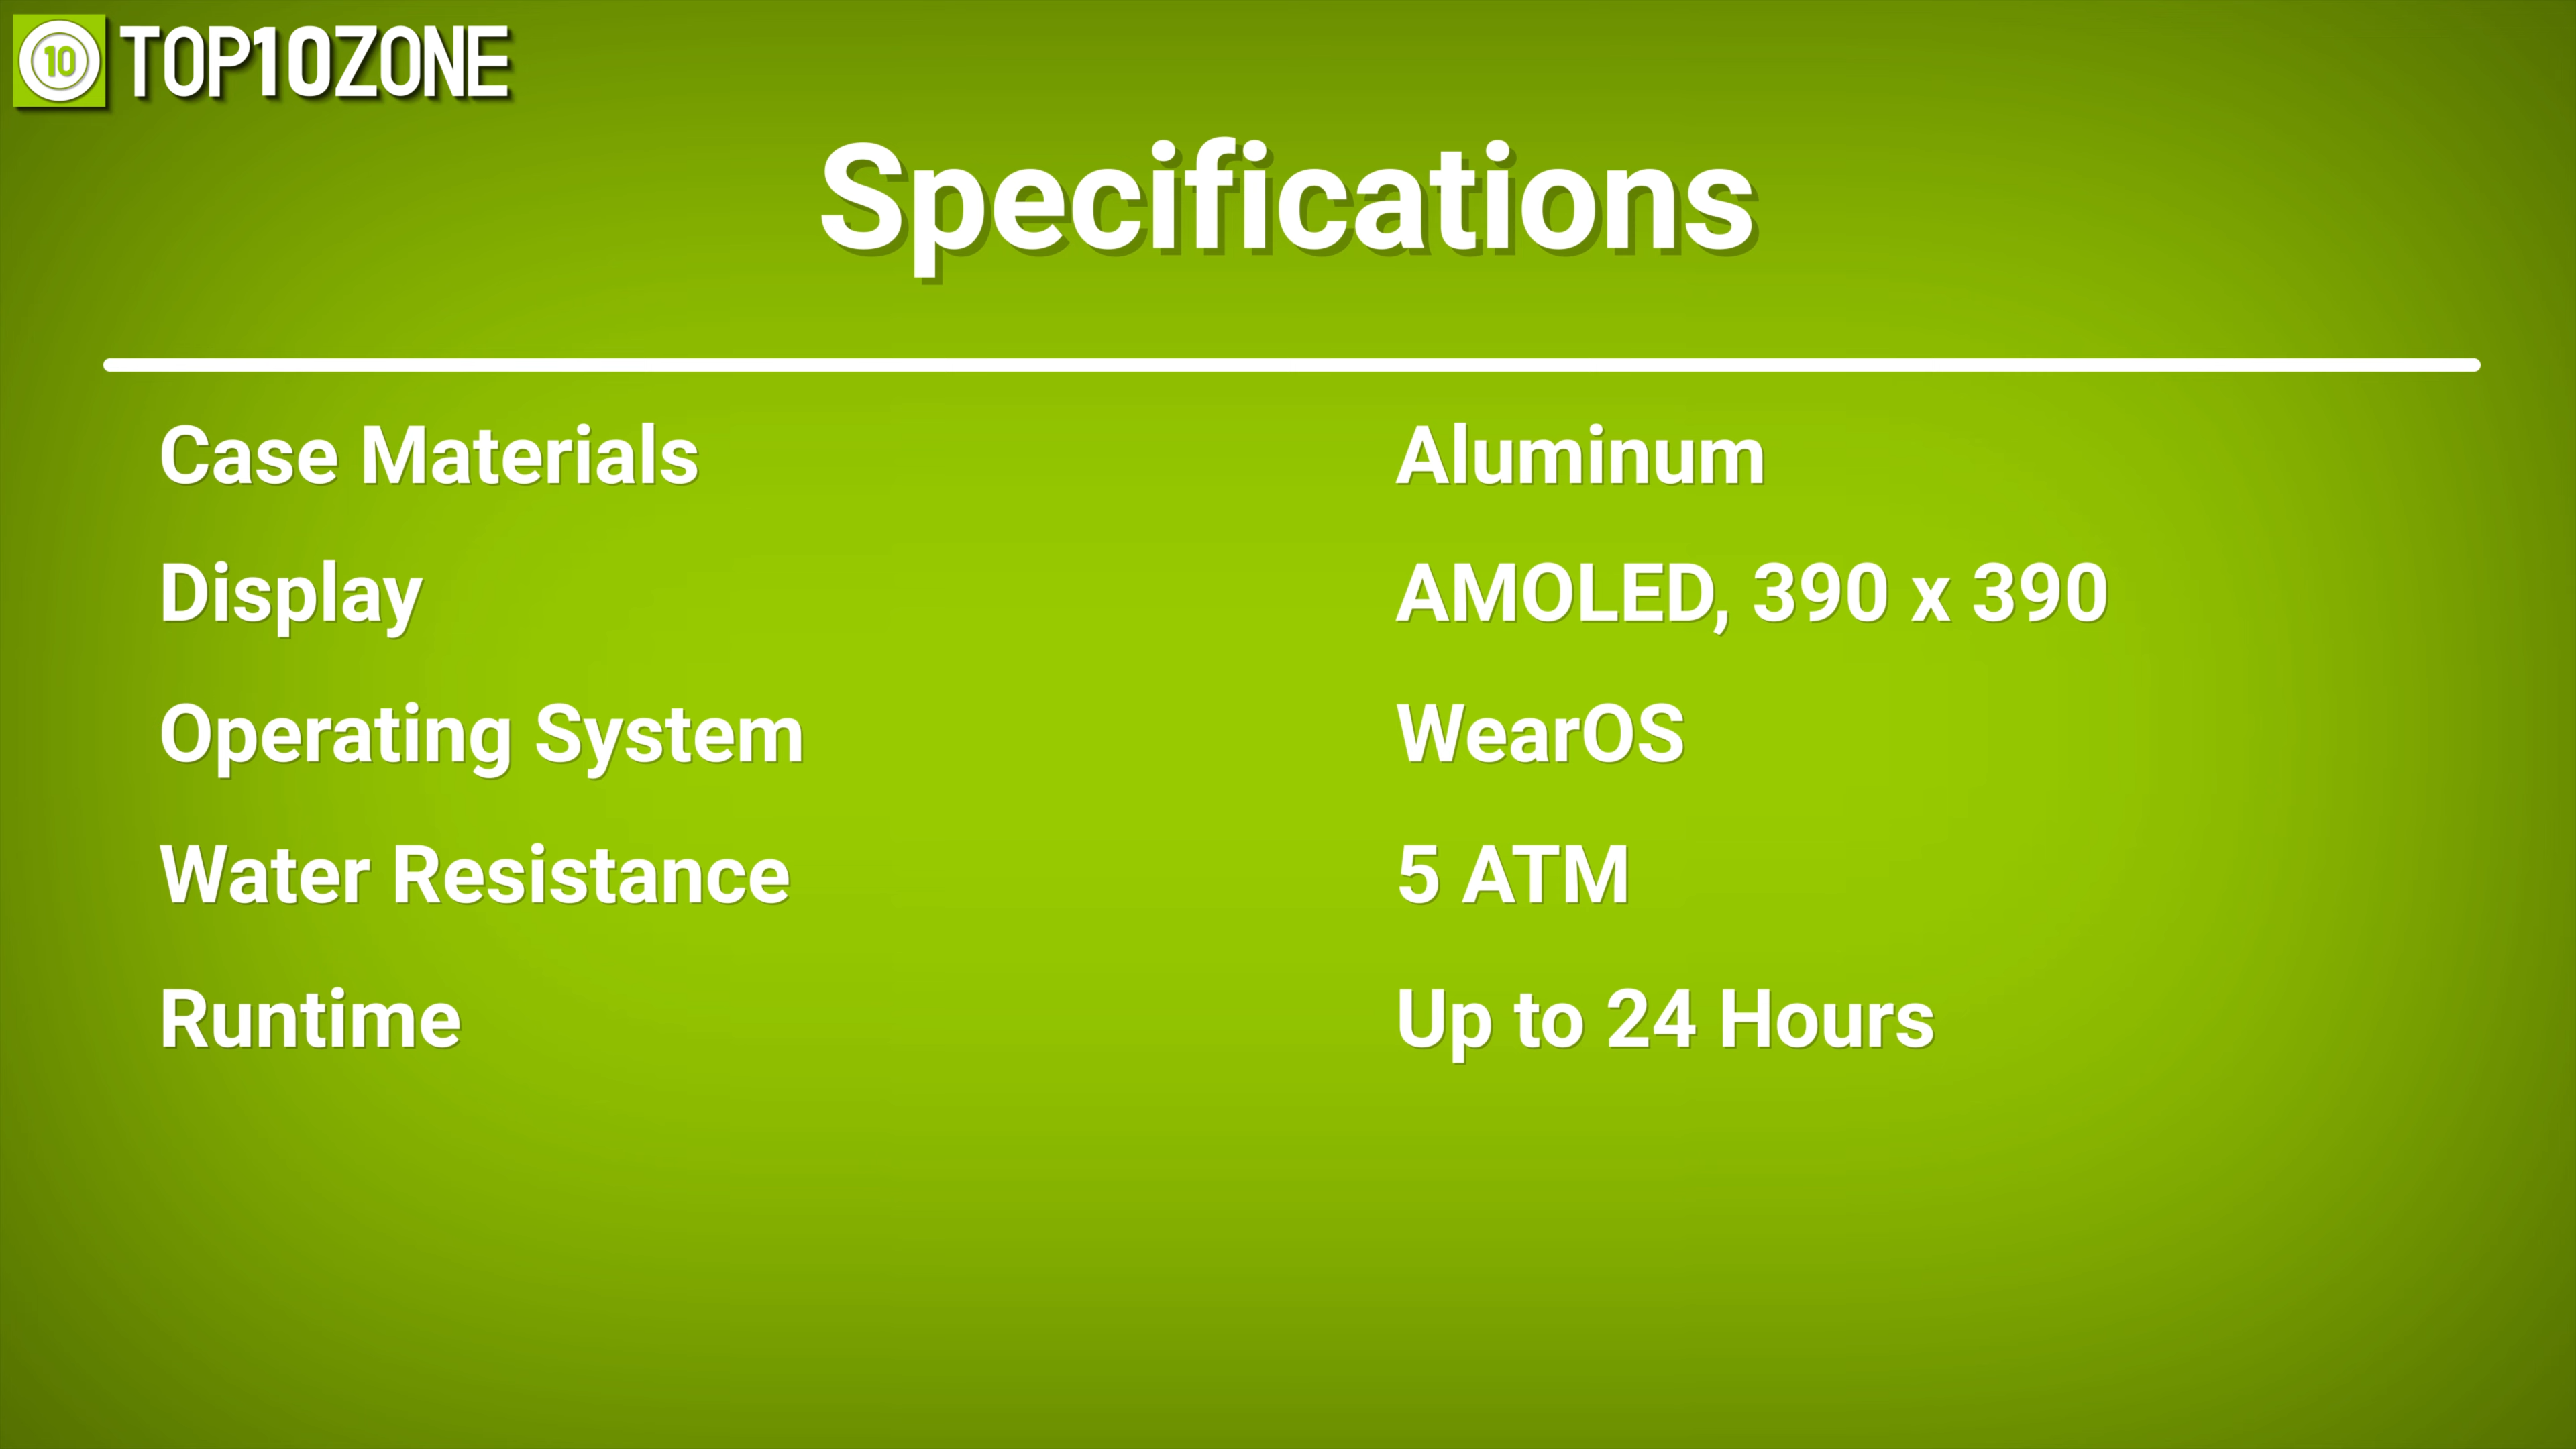 10 TOP10ZONE
Specifications
Case Materials Aluminum
Display AMOLED, 390 x 390
Operating System WearOS
Water Resistance 5 ATM
Runtime Up to 24 Hours